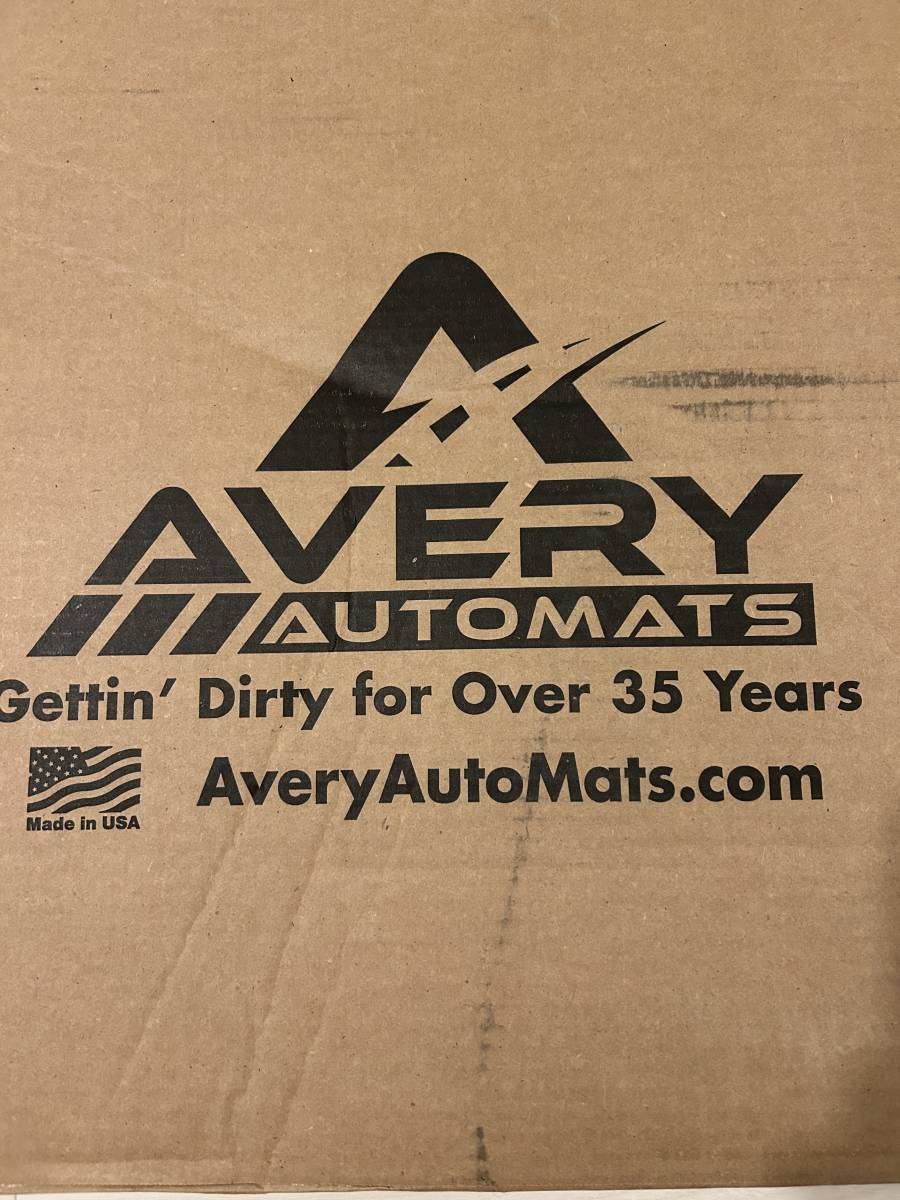 AVERY
AUTOMATS
Gettin' Dirty for Over 35 Years
AveryAutoMats.com
Made in USA